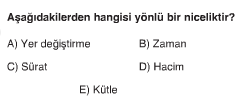 Aşağıdakilerden hangisi yönlü bir niceliktir?
A) Yer değiştirme B) Zaman
C) Sürat D) Hacim
E) Kütle